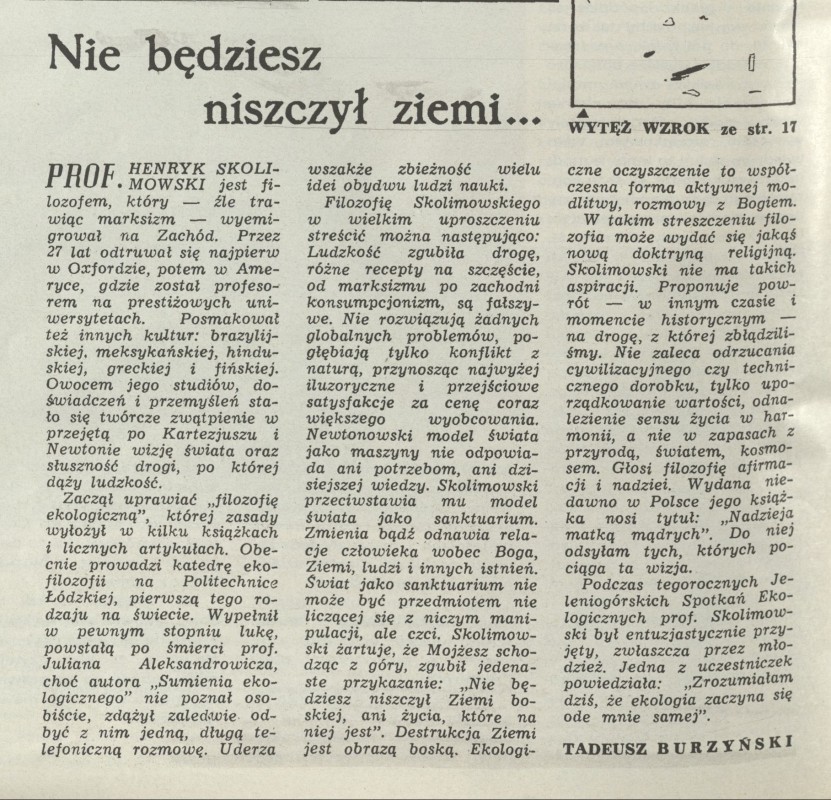 Nie będziesz
niszczył ziemi...
WYTĘŻ WZROK ze str. 17
PROF. HENRYK SKOLI-
MOWSKI jest fi-
lozofem, który — źle tra-
wiąc marksizm — wyemi-
grował na Zachód. Przez
27 lat odtruwał się najpierw
w Oxfordzie, potem w Ame-
ryce, gdzie został profeso-
rem na prestiżowych uni-
wersytetach. Posmakował
też innych kultur: brazylij-
skiej, meksykańskiej, hindu-
skiej, greckiej i fińskiej.
Owocem jego studiów, do-
świadczeń i przemyśleń sta-
ło się twórcze zwątpienie w
przejętą po Kartezjuszu i
Newtonie wizję świata oraz
słuszność drogi, po której
dąży ludzkość.
Zaczął uprawiać „filozofię
ekologiczną", której zasady
wyłożył w kilku książkach
i licznych artykułach. Obe-
cnie prowadzi katedrę eko-
filozofii na Politechnice
Łódzkiej, pierwszą tego ro-
dzaju na świecie. Wypełnił
w pewnym stopniu lukę,
powstałą po śmierci prof.
Juliana Aleksandrowicza,
choć autora „Sumienia eko-
logicznego" nie poznał oso-
biście, zdążył zaledwie od-
być z nim jedną, długą te-
lefoniczną rozmowę. Uderza
wszakże zbieżność wielu
idei obydwu ludzi nauki.
Filozofię Skolimowskiego
w wielkim uproszczeniu
streścić można następująco:
Ludzkość zgubiła drogę,
różne recepty na szczęście,
od marksizmu po zachodni
konsumpcjonizm, są fałszy-
we. Nie rozwiązują żadnych
globalnych problemów, po-
głębiają tylko konflikt z
naturą, przynosząc najwyżej
iluzoryczne i przejściowe
satysfakcje za cenę coraz
większego wyobcowania.
Newtonowski model świata
jako maszyny nie odpowia-
da ani potrzebom, ani dzi-
siejszej wiedzy. Skolimowski
przeciwstawia mu model
świata jako sanktuarium.
Zmienia bądź odnawia rela-
cje człowieka wobec Boga,
Ziemi, ludzi i innych istnień.
Świat jako sanktuarium nie
może być przedmiotem nie
liczącej się z niczym mani-
pulacji, ale czci. Skolimow-
ski żartuje, że Mojżesz scho-
dząc z góry, zgubił jedena-
ste przykazanie: „Nie bę-
dziesz niszczył Ziemi bo-
skiej, ani życia, które na
niej jest". Destrukcja Ziemi
jest obrazą boską. Ekologi-
czne oczyszczenie to współ-
czesna forma aktywnej mo-
dlitwy, rozmowy z Bogiem.
W takim streszczeniu filo-
zofia może wydać się jakąś
nową doktryną religijną.
Skolimowski nie ma takich
aspiracji. Proponuje pow-
rót — w innym czasie i
momencie historycznym —
na drogę, z której zbłądzili-
śmy. Nie zaleca odrzucania
cywilizacyjnego czy techni-
cznego dorobku, tylko upo-
rządkowanie wartości, odna-
lezienie sensu życia w har-
monii, a nie w zapasach z
przyrodą, światem, kosmo-
sem. Głosi filozofię afirma-
cji i nadziei. Wydana nie-
dawno w Polsce jego książ-
ka nosi tytuł: „Nadzieja
matką mądrych". Do niej
odsyłam tych, których po-
ciąga ta wizja.
Podczas tegorocznych Je-
leniogórskich Spotkań Eko-
logicznych prof. Skolimow-
ski był entuzjastycznie przy-
jęty, zwłaszcza przez mło-
dzież. Jedna z uczestniczek
powiedziała: „Zrozumiałam
dziś, że ekologia zaczyna się
ode mnie samej".
TADEUSZ BURZYŃSKI